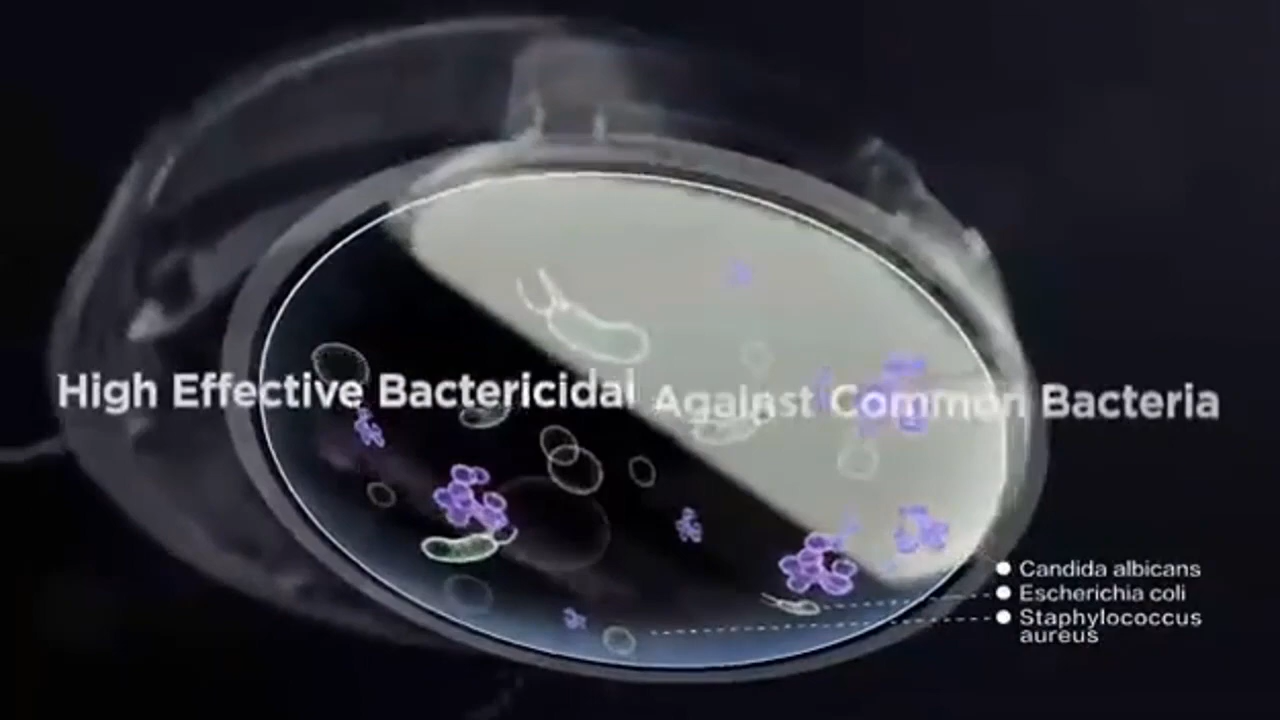 High Effective Bactericidal Against Common Bacteria
Candida albicans
Escherichia coli
Staphylococcus
aureus